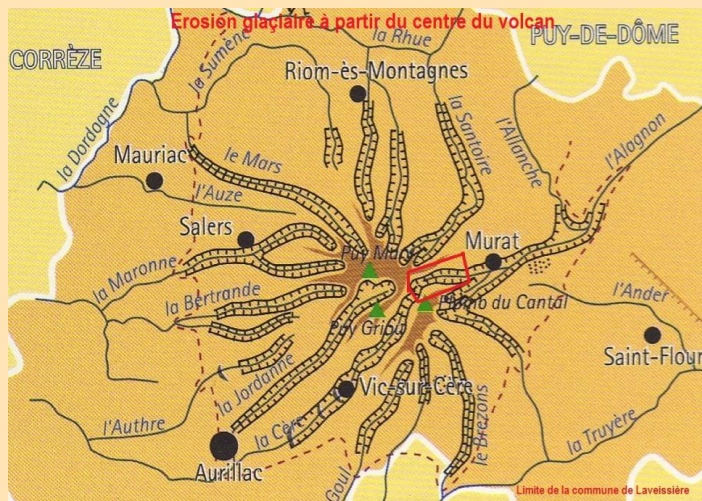 Erosion glaçiaire à partir du centre du volcan
PUY-DE-DÔME
CORRÈZE
la Sumène
la Rhue
Riom-ès-Montagnes
la Dordogne
la Santoire
l'Allanche
l'Alagnon
Mauriac
le Mars
l'Auze
Salers
Murat
Puy Mary
la Maronne
la Bertrande
Plomb du Cantal
l'Ander
Puy Griou
Saint-Flour
la Jordanne
Vic-sur-Cère
l'Authre
la Cère
le Brezons
la Truyère
Aurillac
Goul
Limite de la commune de Laveissière